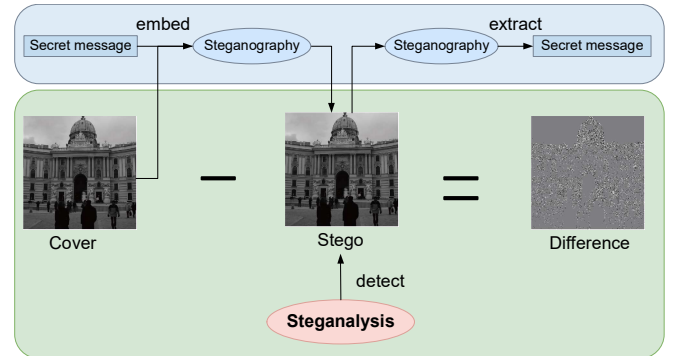 embed
extract
Secret message
Steganography
Steganography
Secret message
Cover
Stego
Difference
detect
Steganalysis